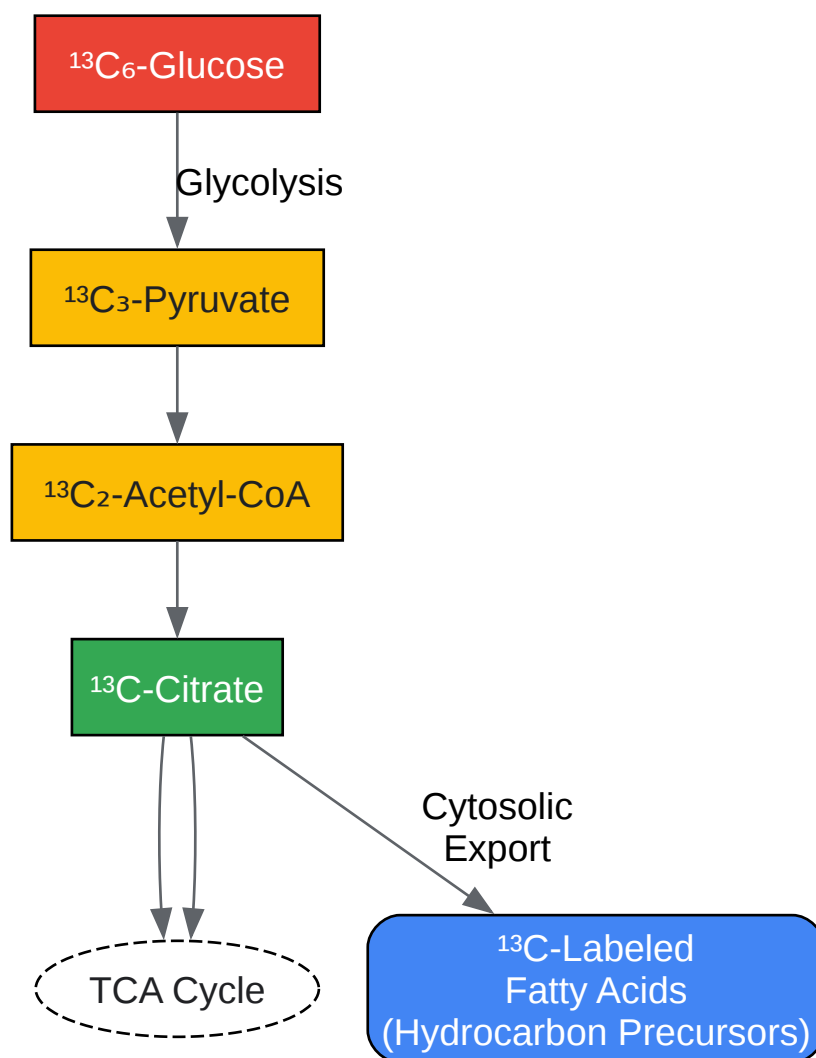 ¹³C₆-Glucose
Glycolysis
¹³C₃-Pyruvate
¹³C₂-Acetyl-CoA
¹³C-Citrate
Cytosolic
Export
TCA Cycle
¹³C-Labeled
Fatty Acids
(Hydrocarbon Precursors)